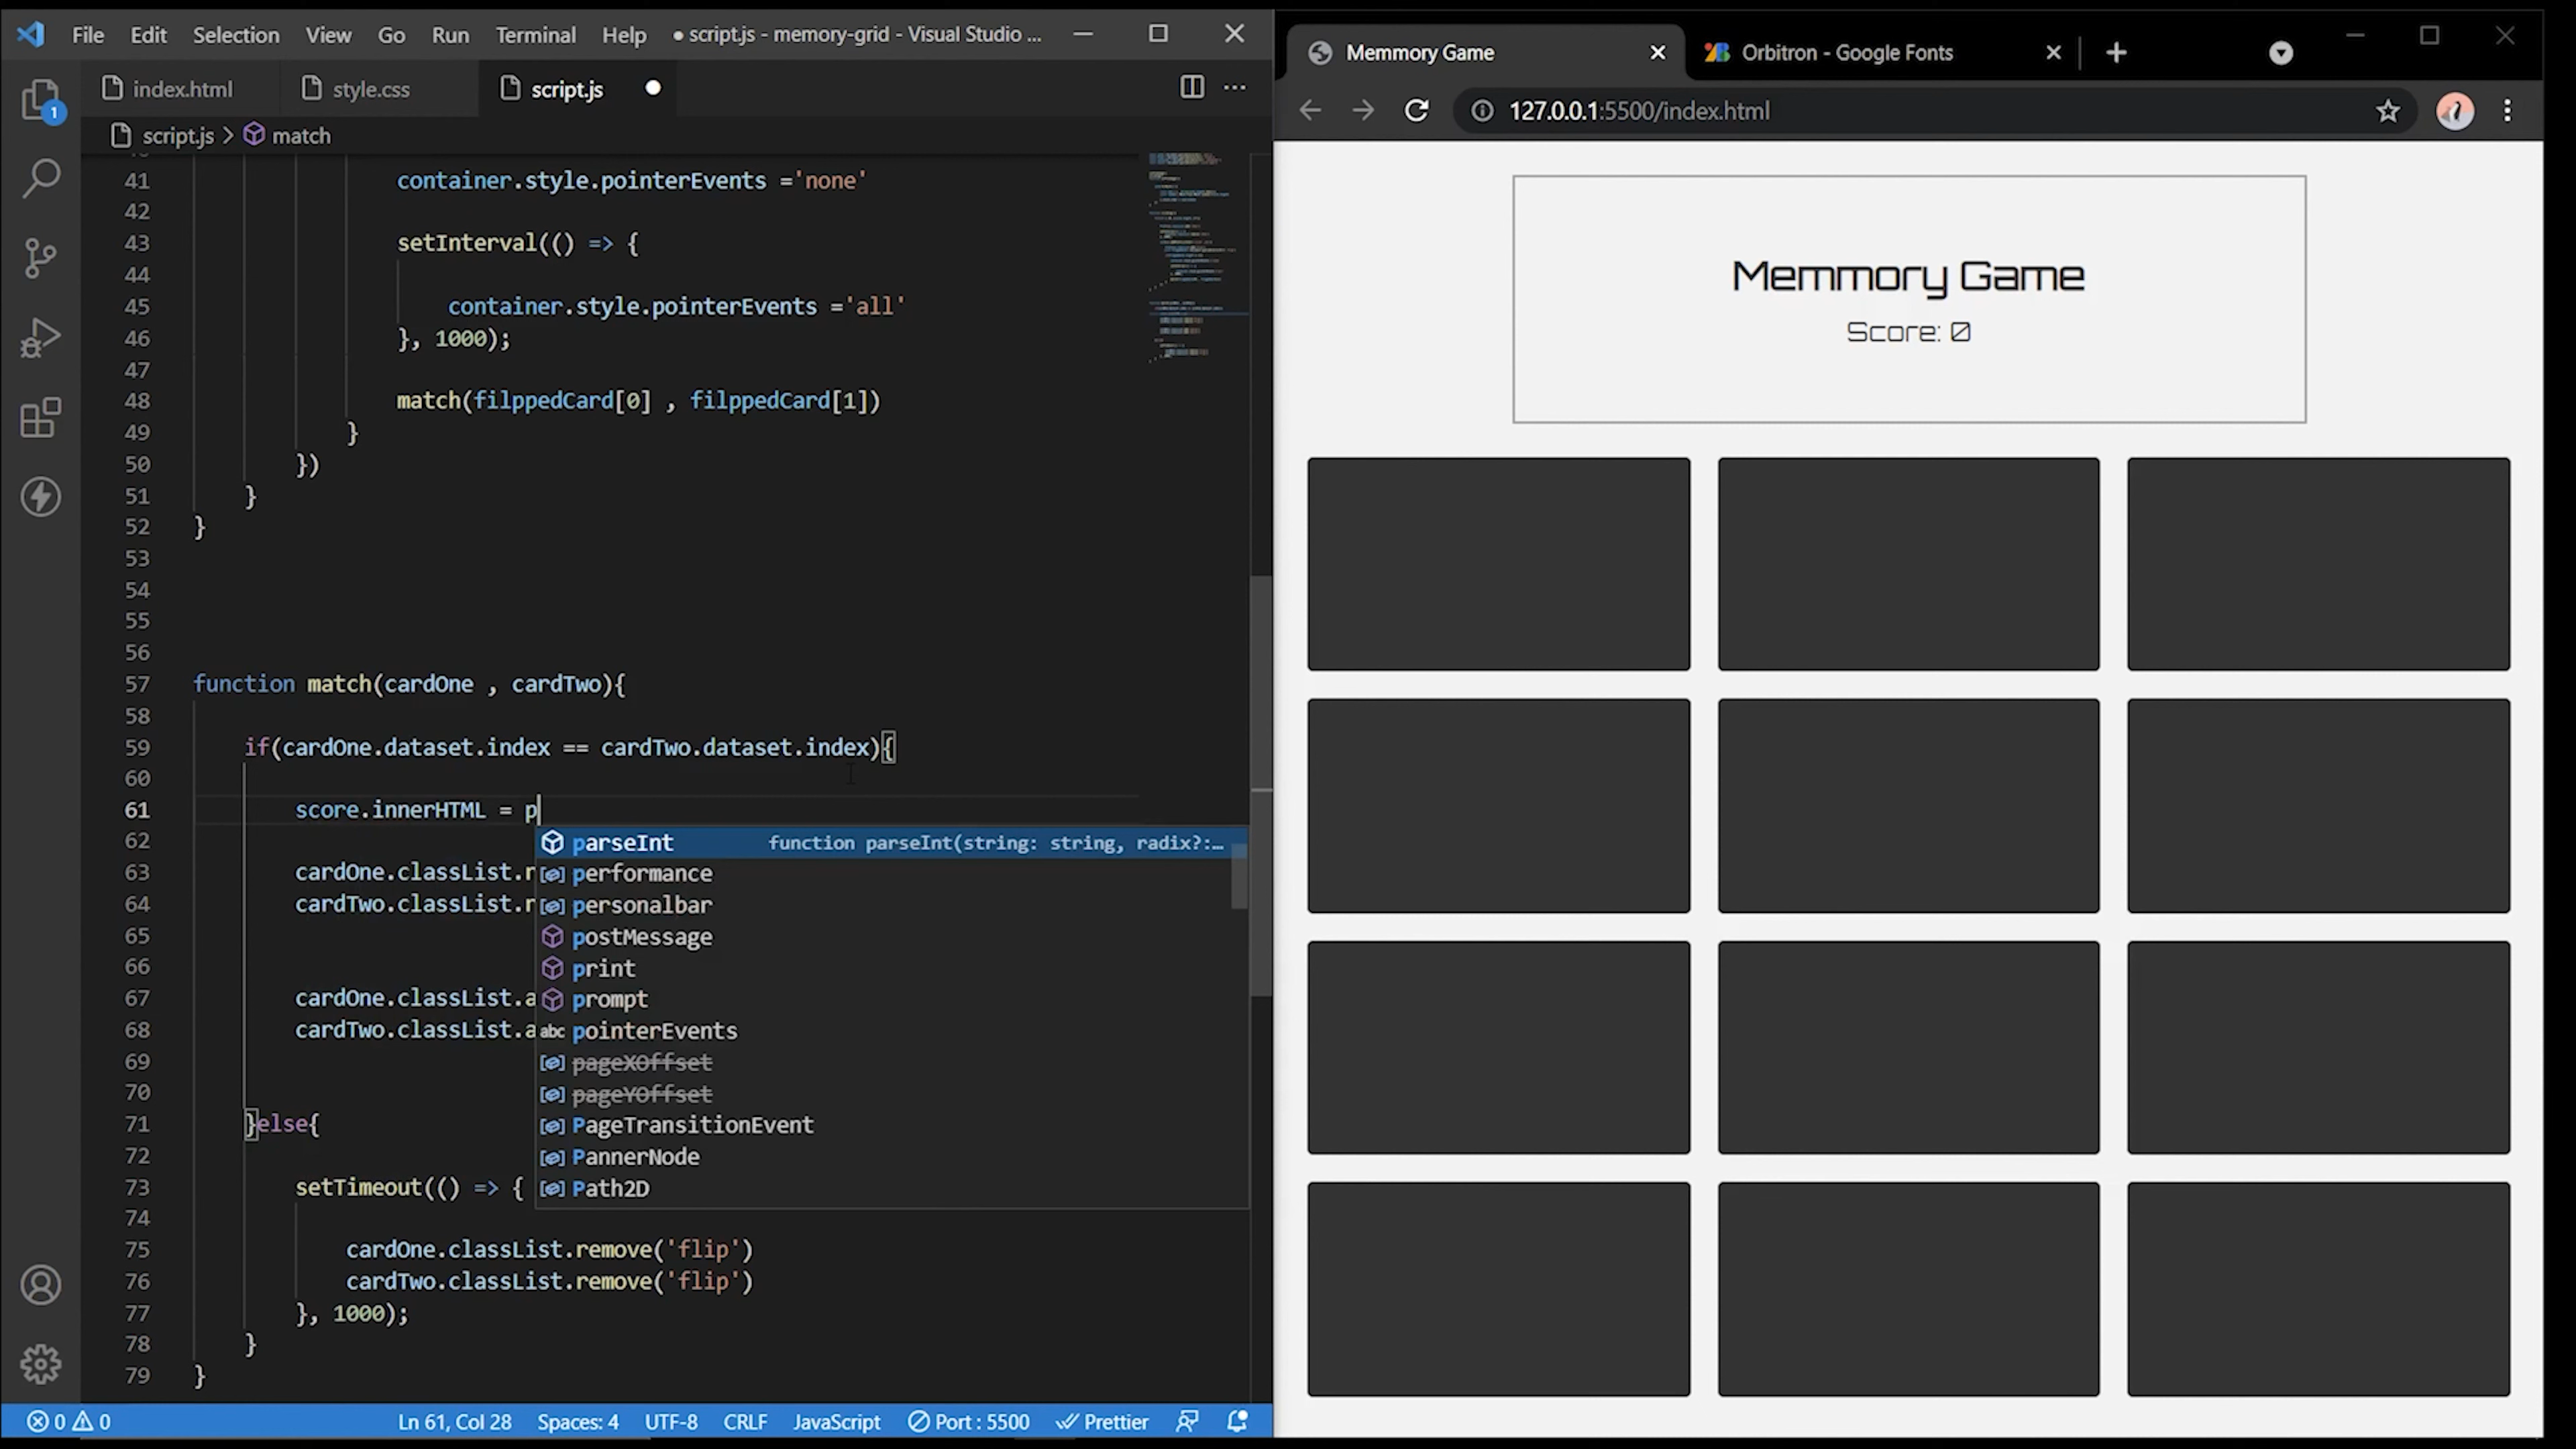 File Edit Selection View Go Run Terminal Help ● script.js - memory-grid - Visual Studio ...
index.html style.css script.js
script.js > match
1
41 container.style.pointerEvents ='none'
42
43 setInterval(() => {
44
45 container.style.pointerEvents ='all'
46 }, 1000);
47
48 match(filppedCard[0] , filppedCard[1])
49 }
50 })
51 }
52 }
53
54
55
56
57 function match(cardOne , cardTwo){
58
59 if(cardOne.dataset.index == cardTwo.dataset.index){
60
61 score.innerHTML = p
62
63 cardOne.classList.r
64 cardTwo.classList.r
65
66
67 cardOne.classList.a
68 cardTwo.classList.a
69
70
71 }else{
72
73 setTimeout(() => {
74
75 cardOne.classList.remove('flip')
76 cardTwo.classList.remove('flip')
77 }, 1000);
78 }
79 }
parseInt function parseInt(string: string, radix?:…
performance
personalbar
postMessage
print
prompt
abc pointerEvents
pageXOffset
pageYOffset
PageTransitionEvent
PannerNode
Path2D
0 0 Ln 61, Col 28 Spaces: 4 UTF-8 CRLF JavaScript Port : 5500 Prettier
Memmory Game Orbitron - Google Fonts
127.0.0.1:5500/index.html
Memmory Game
Score: 0